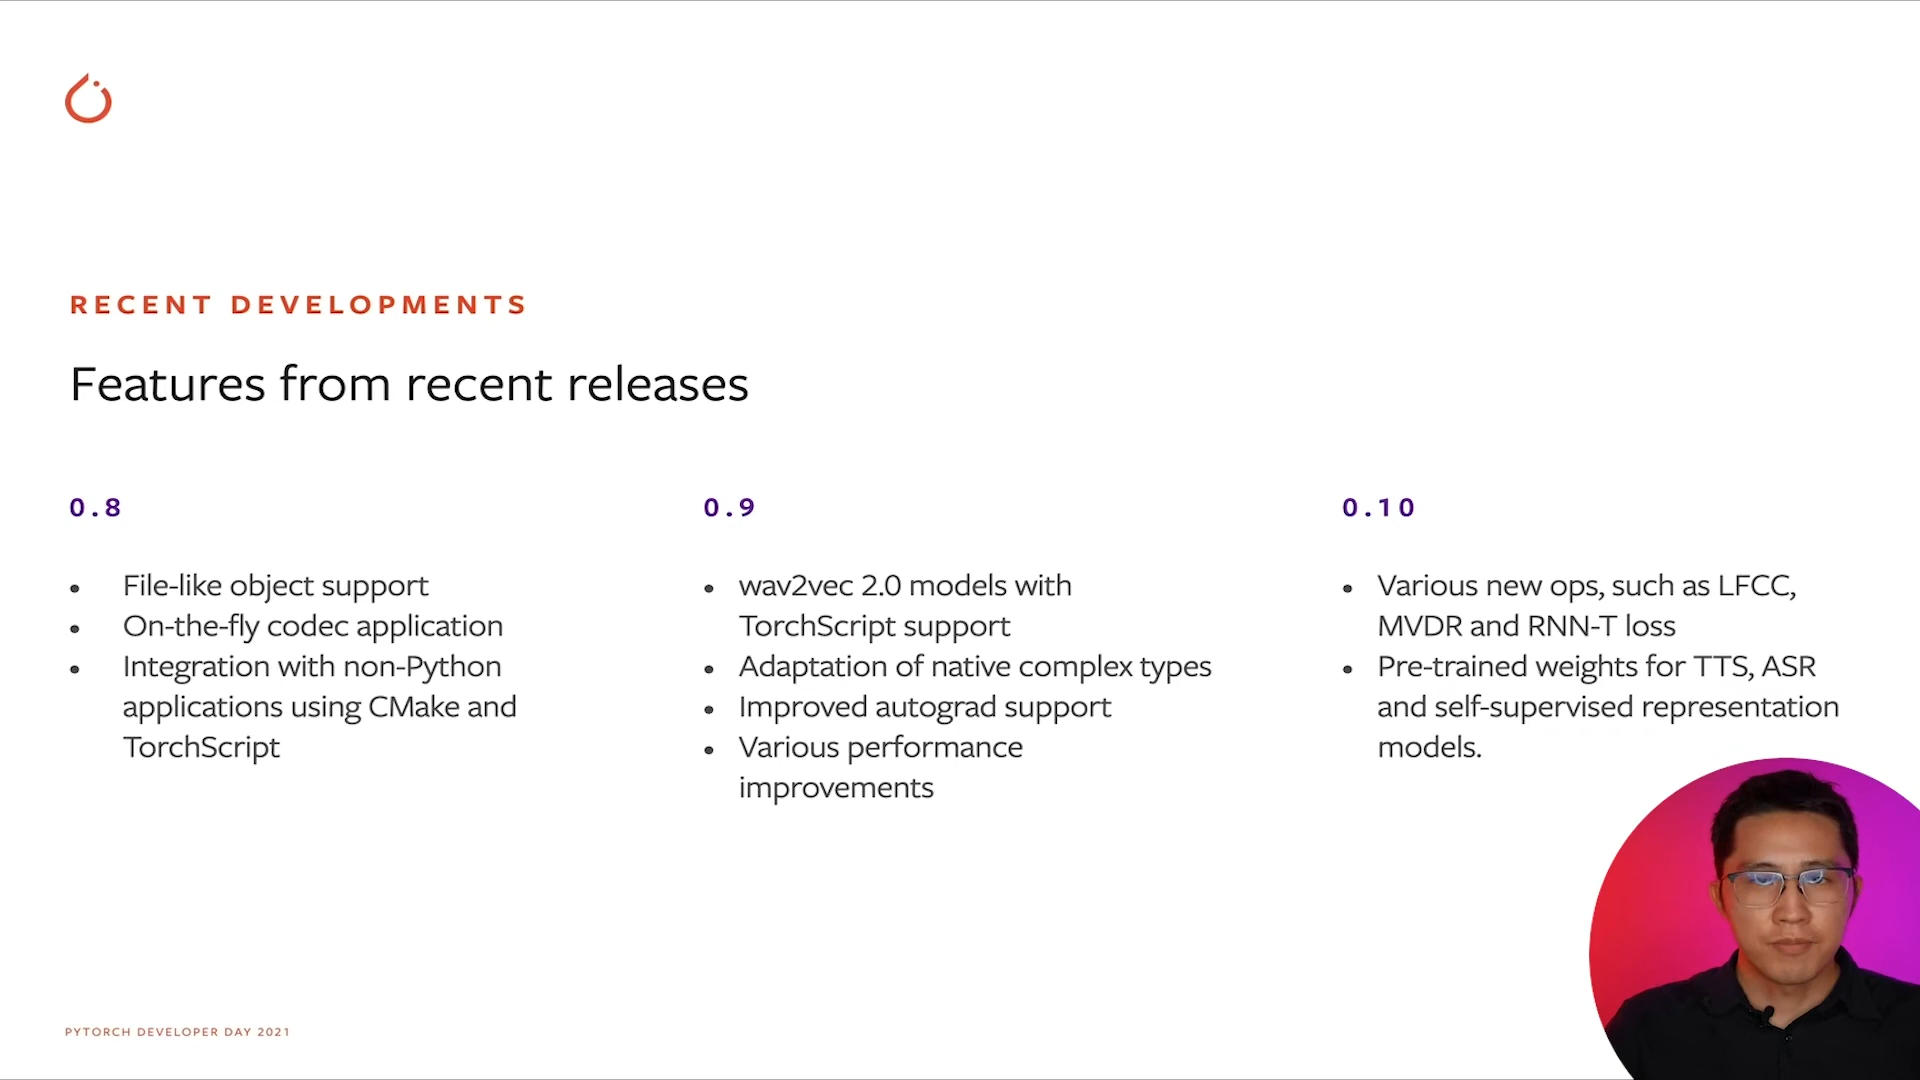 RECENT DEVELOPMENTS
Features from recent releases
0.8
• File-like object support
• On-the-fly codec application
• Integration with non-Python
applications using CMake and
TorchScript
0.9
• wav2vec 2.0 models with
TorchScript support
• Adaptation of native complex types
• Improved autograd support
• Various performance
improvements
0.10
• Various new ops, such as LFCC,
MVDR and RNN-T loss
• Pre-trained weights for TTS, ASR
and self-supervised representation
models.
PYTORCH DEVELOPER DAY 2021